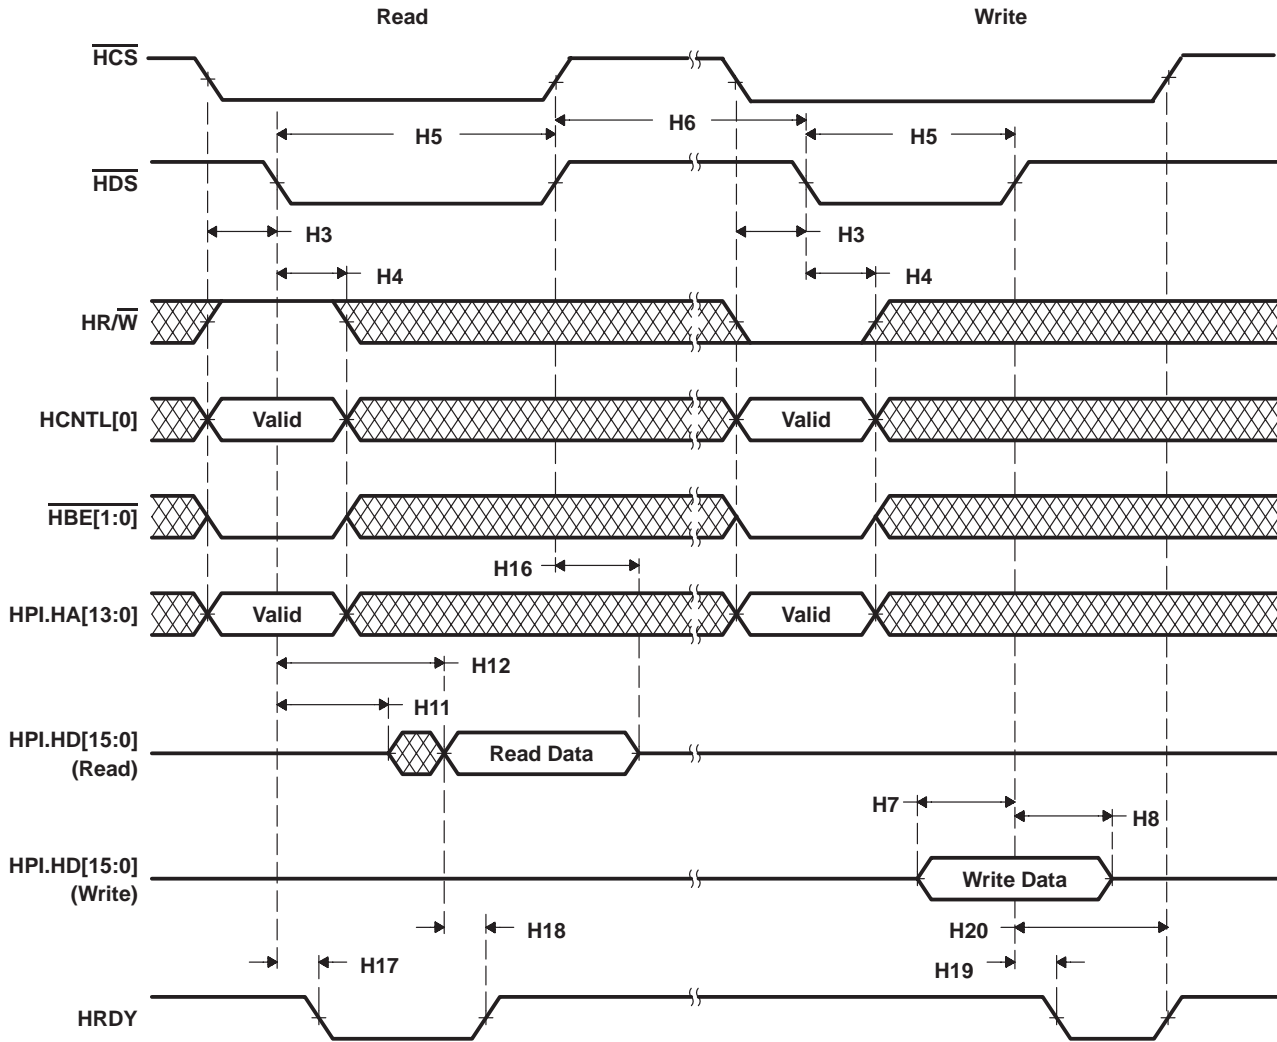 Read Write
HCS
H6
H5 H5
HDS
H3 H3
H4 H4
HR/W
HCNTL[0] Valid Valid
HBE[1:0]
H16
HPI.HA[13:0] Valid Valid
H12
H11
HPI.HD[15:0]
(Read) Read Data
H7 H8
HPI.HD[15:0]
(Write) Write Data
H18 H20
H17 H19
HRDY